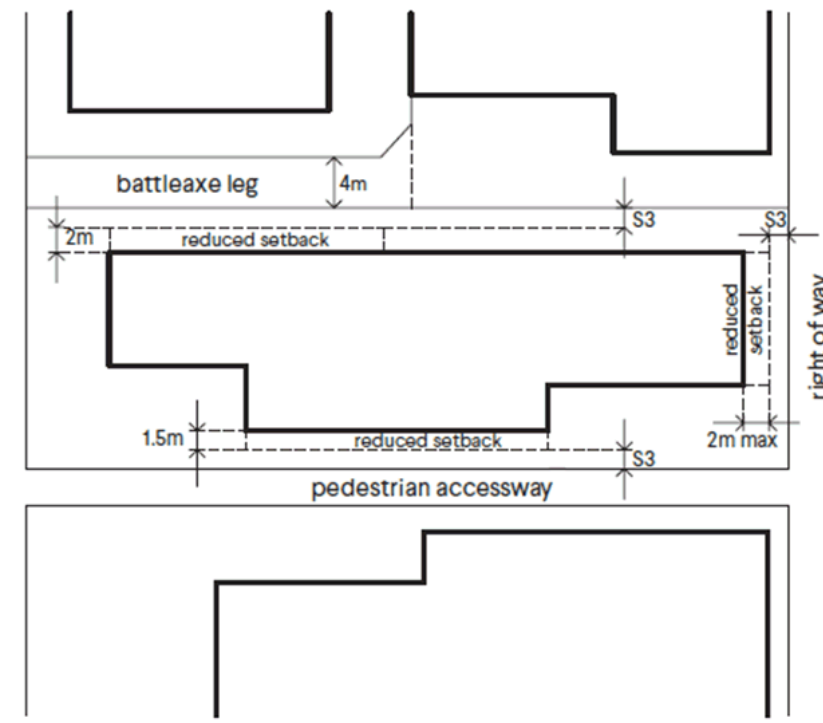 battleaxe leg
4m
S3
S3
2m
reduced setback
reduced
setback
right of way
1.5m
reduced setback
2m max
S3
pedestrian accessway